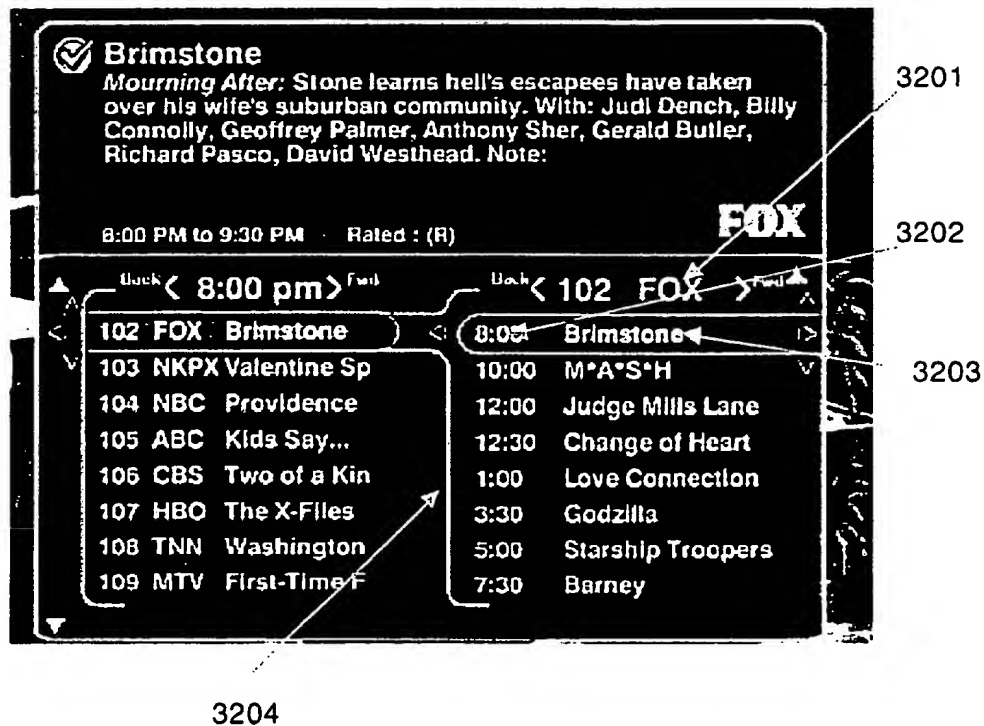 Brimstone
Mourning After: Stone learns hell's escapees have taken
over his wife's suburban community. With: Judi Dench, Billy
Connolly, Geoffrey Palmer, Anthony Sher, Gerald Butler,
Richard Pasco, David Westhead. Note:
FOX
8:00 PM to 9:30 PM · Rated : (R)
Back < 8:00 pm > Fwd
102 FOX Brimstone
103 NKPX Valentine Sp
104 NBC Providence
105 ABC Kids Say...
106 CBS Two of a Kin
107 HBO The X-Files
108 TNN Washington
109 MTV First-Time F
Back < 102 FOX > Fwd
8:00 Brimstone
10:00 M*A*S*H
12:00 Judge Mills Lane
12:30 Change of Heart
1:00 Love Connection
3:30 Godzilla
5:00 Starship Troopers
7:30 Barney
3201
3202
3203
3204